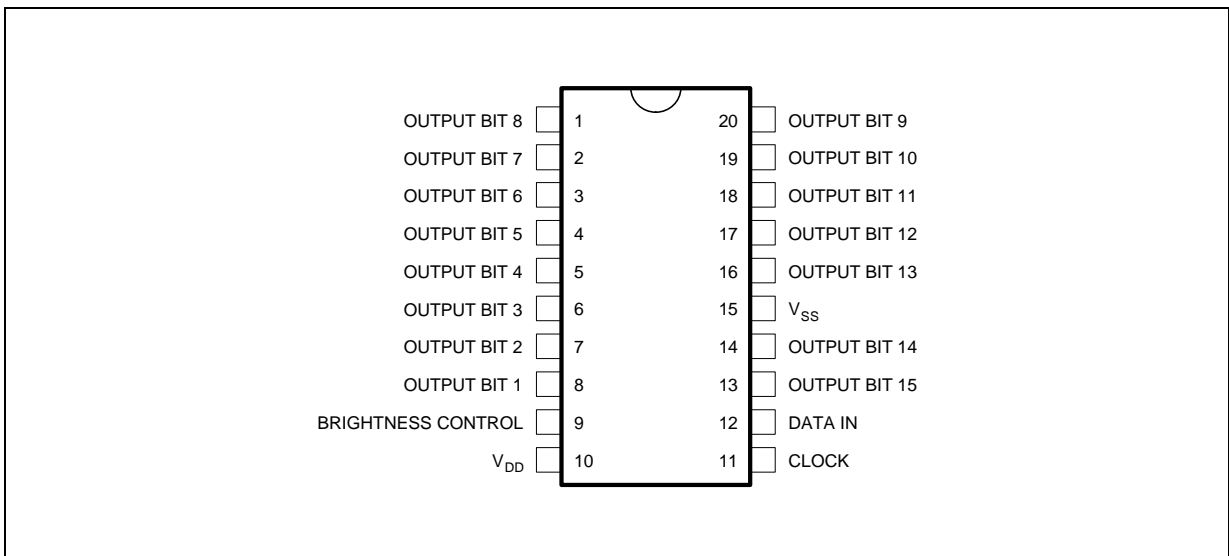 OUTPUT BIT 8 1 20 OUTPUT BIT 9
OUTPUT BIT 7 2 19 OUTPUT BIT 10
OUTPUT BIT 6 3 18 OUTPUT BIT 11
OUTPUT BIT 5 4 17 OUTPUT BIT 12
OUTPUT BIT 4 5 16 OUTPUT BIT 13
OUTPUT BIT 3 6 15 VSS
OUTPUT BIT 2 7 14 OUTPUT BIT 14
OUTPUT BIT 1 8 13 OUTPUT BIT 15
BRIGHTNESS CONTROL 9 12 DATA IN
VDD 10 11 CLOCK